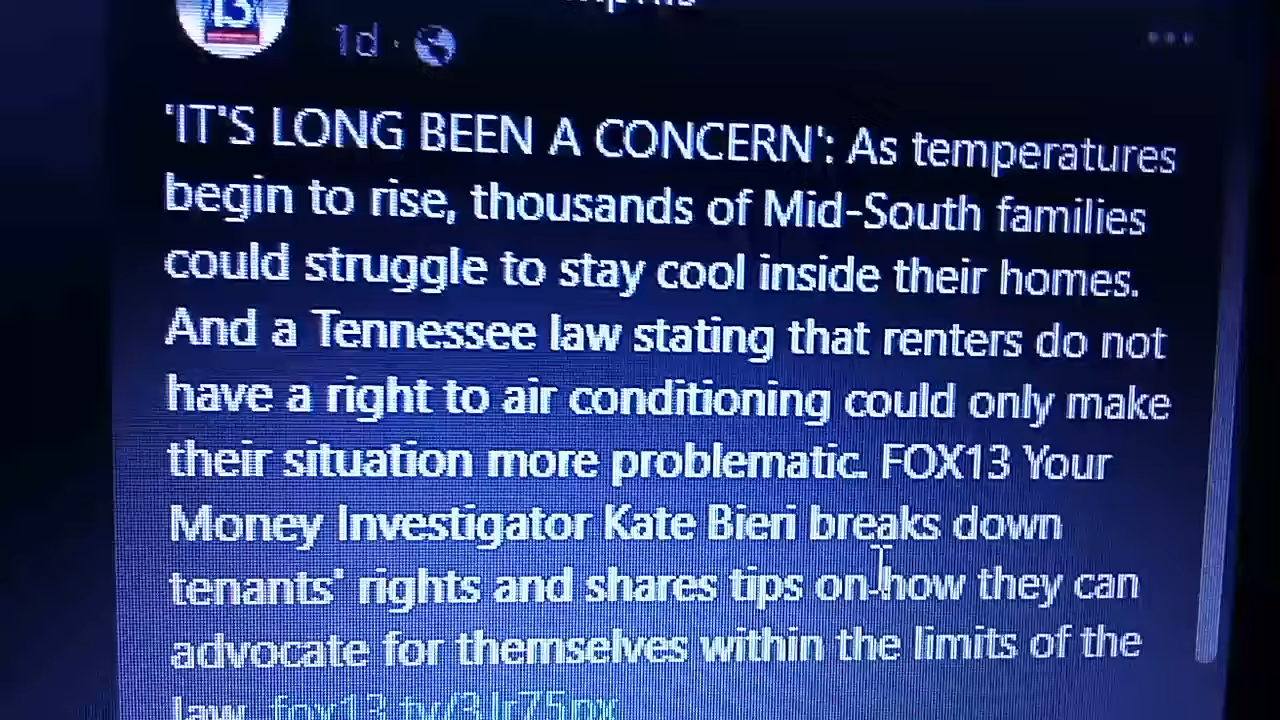 13
1d ·
'IT'S LONG BEEN A CONCERN': As temperatures
begin to rise, thousands of Mid-South families
could struggle to stay cool inside their homes.
And a Tennessee law stating that renters do not
have a right to air conditioning could only make
their situation more problematic. FOX13 Your
Money Investigator Kate Bieri breaks down
tenants' rights and shares tips on how they can
advocate for themselves within the limits of the
law.